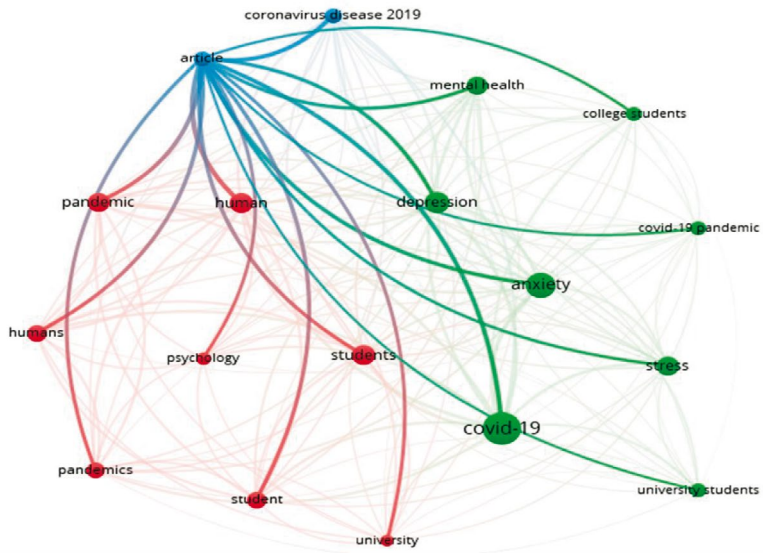 coronavirus disease 2019
article
mental health
college students
pandemic
human
depression
covid-19 pandemic
anxiety
humans
psychology
students
stress
covid-19
pandemics
student
university students
university